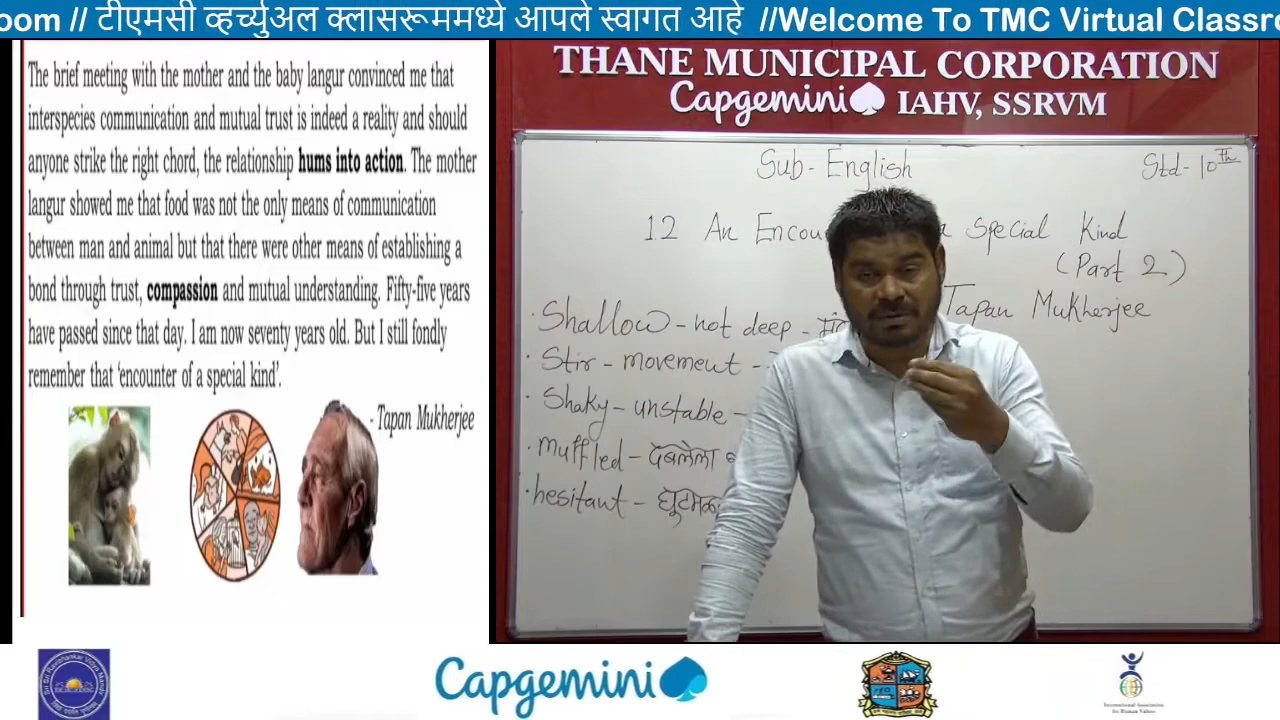 oom // टीएमसी व्हर्च्युअल क्लासरूममध्ये आपले स्वागत आहे //Welcome To TMC Virtual Classro
The brief meeting with the mother and the baby langur convinced me that
interspecies communication and mutual trust is indeed a reality and should
anyone strike the right chord, the relationship hums into action. The mother
langur showed me that food was not the only means of communication
between man and animal but that there were other means of establishing a
bond through trust, compassion and mutual understanding. Fifty-five years
have passed since that day. I am now seventy years old. But I still fondly
remember that 'encounter of a special kind'.
- Tapan Mukherjee
THANE MUNICIPAL CORPORATION
Capgemini IAHV, SSRVM
Sub - English
Std - 10th
12 An Encou a special Kind
(Part 2)
Tapan Mukherjee
· Shallow - not deep -
· Stir - movement -
· Shaky - unstable -
· muffled - दबलेला
· hesitant -
Capgemini
International Association
for Human Values